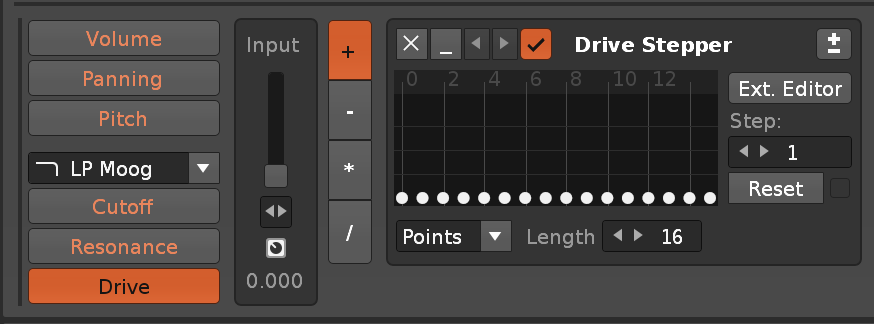 Volume
Panning
Pitch
LP Moog
Cutoff
Resonance
Drive
Input
0.000
+
-
*
/
Drive Stepper
0 2 4 6 8 10 12
Points
Length 16
Ext. Editor
Step:
1
Reset